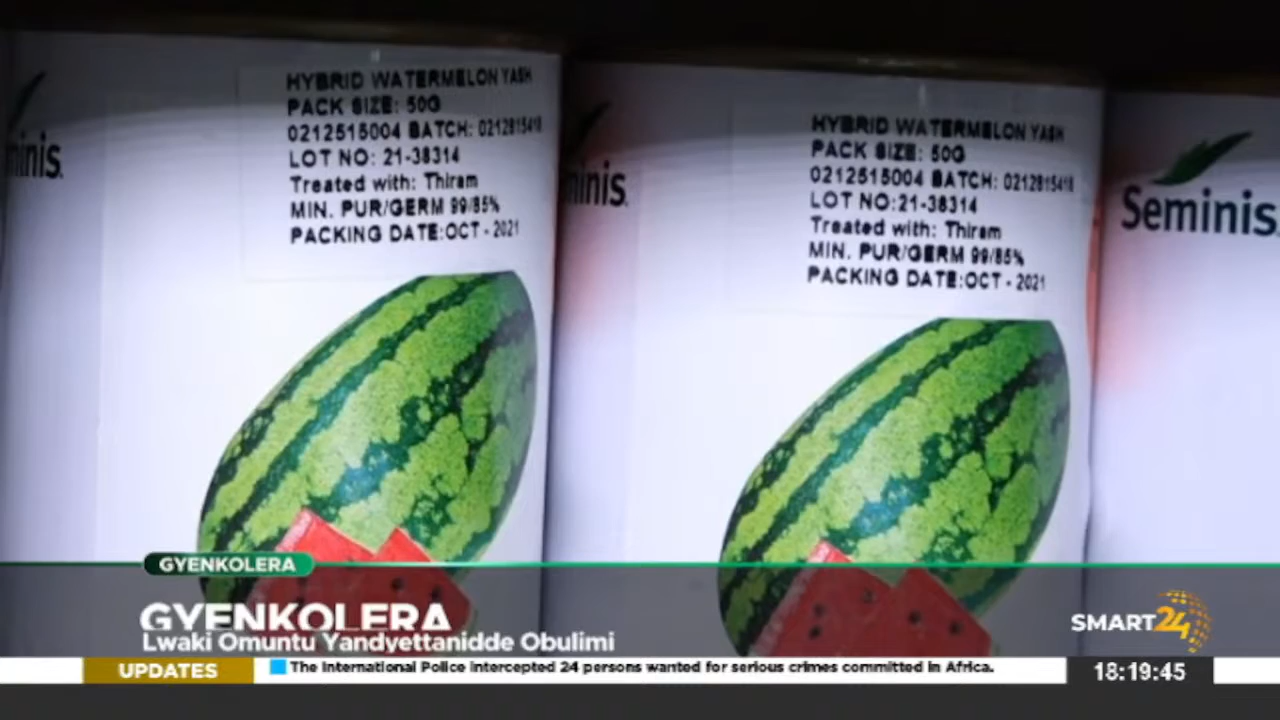 HYBRID WATERMELON YASH
PACK SIZE: 50G
0212515004 BATCH: 0212815418
LOT NO: 21-38314
Treated with: Thiram
MIN. PUR/GERM 99/85%
PACKING DATE:OCT - 2021
HYBRID WATERMELON YASH
PACK SIZE: 50G
0212515004 BATCH: 0212815418
LOT NO:21-38314
Treated with: Thiram
MIN. PUR/GERM 99/85%
PACKING DATE:OCT - 2021
minis
minis
Seminis
GYENKOLERA
GYENKOLERA
Lwaki Omuntu Yandyettanidde Obulimi
SMART24
UPDATES
The International Police intercepted 24 persons wanted for serious crimes committed in Africa.
18:19:45